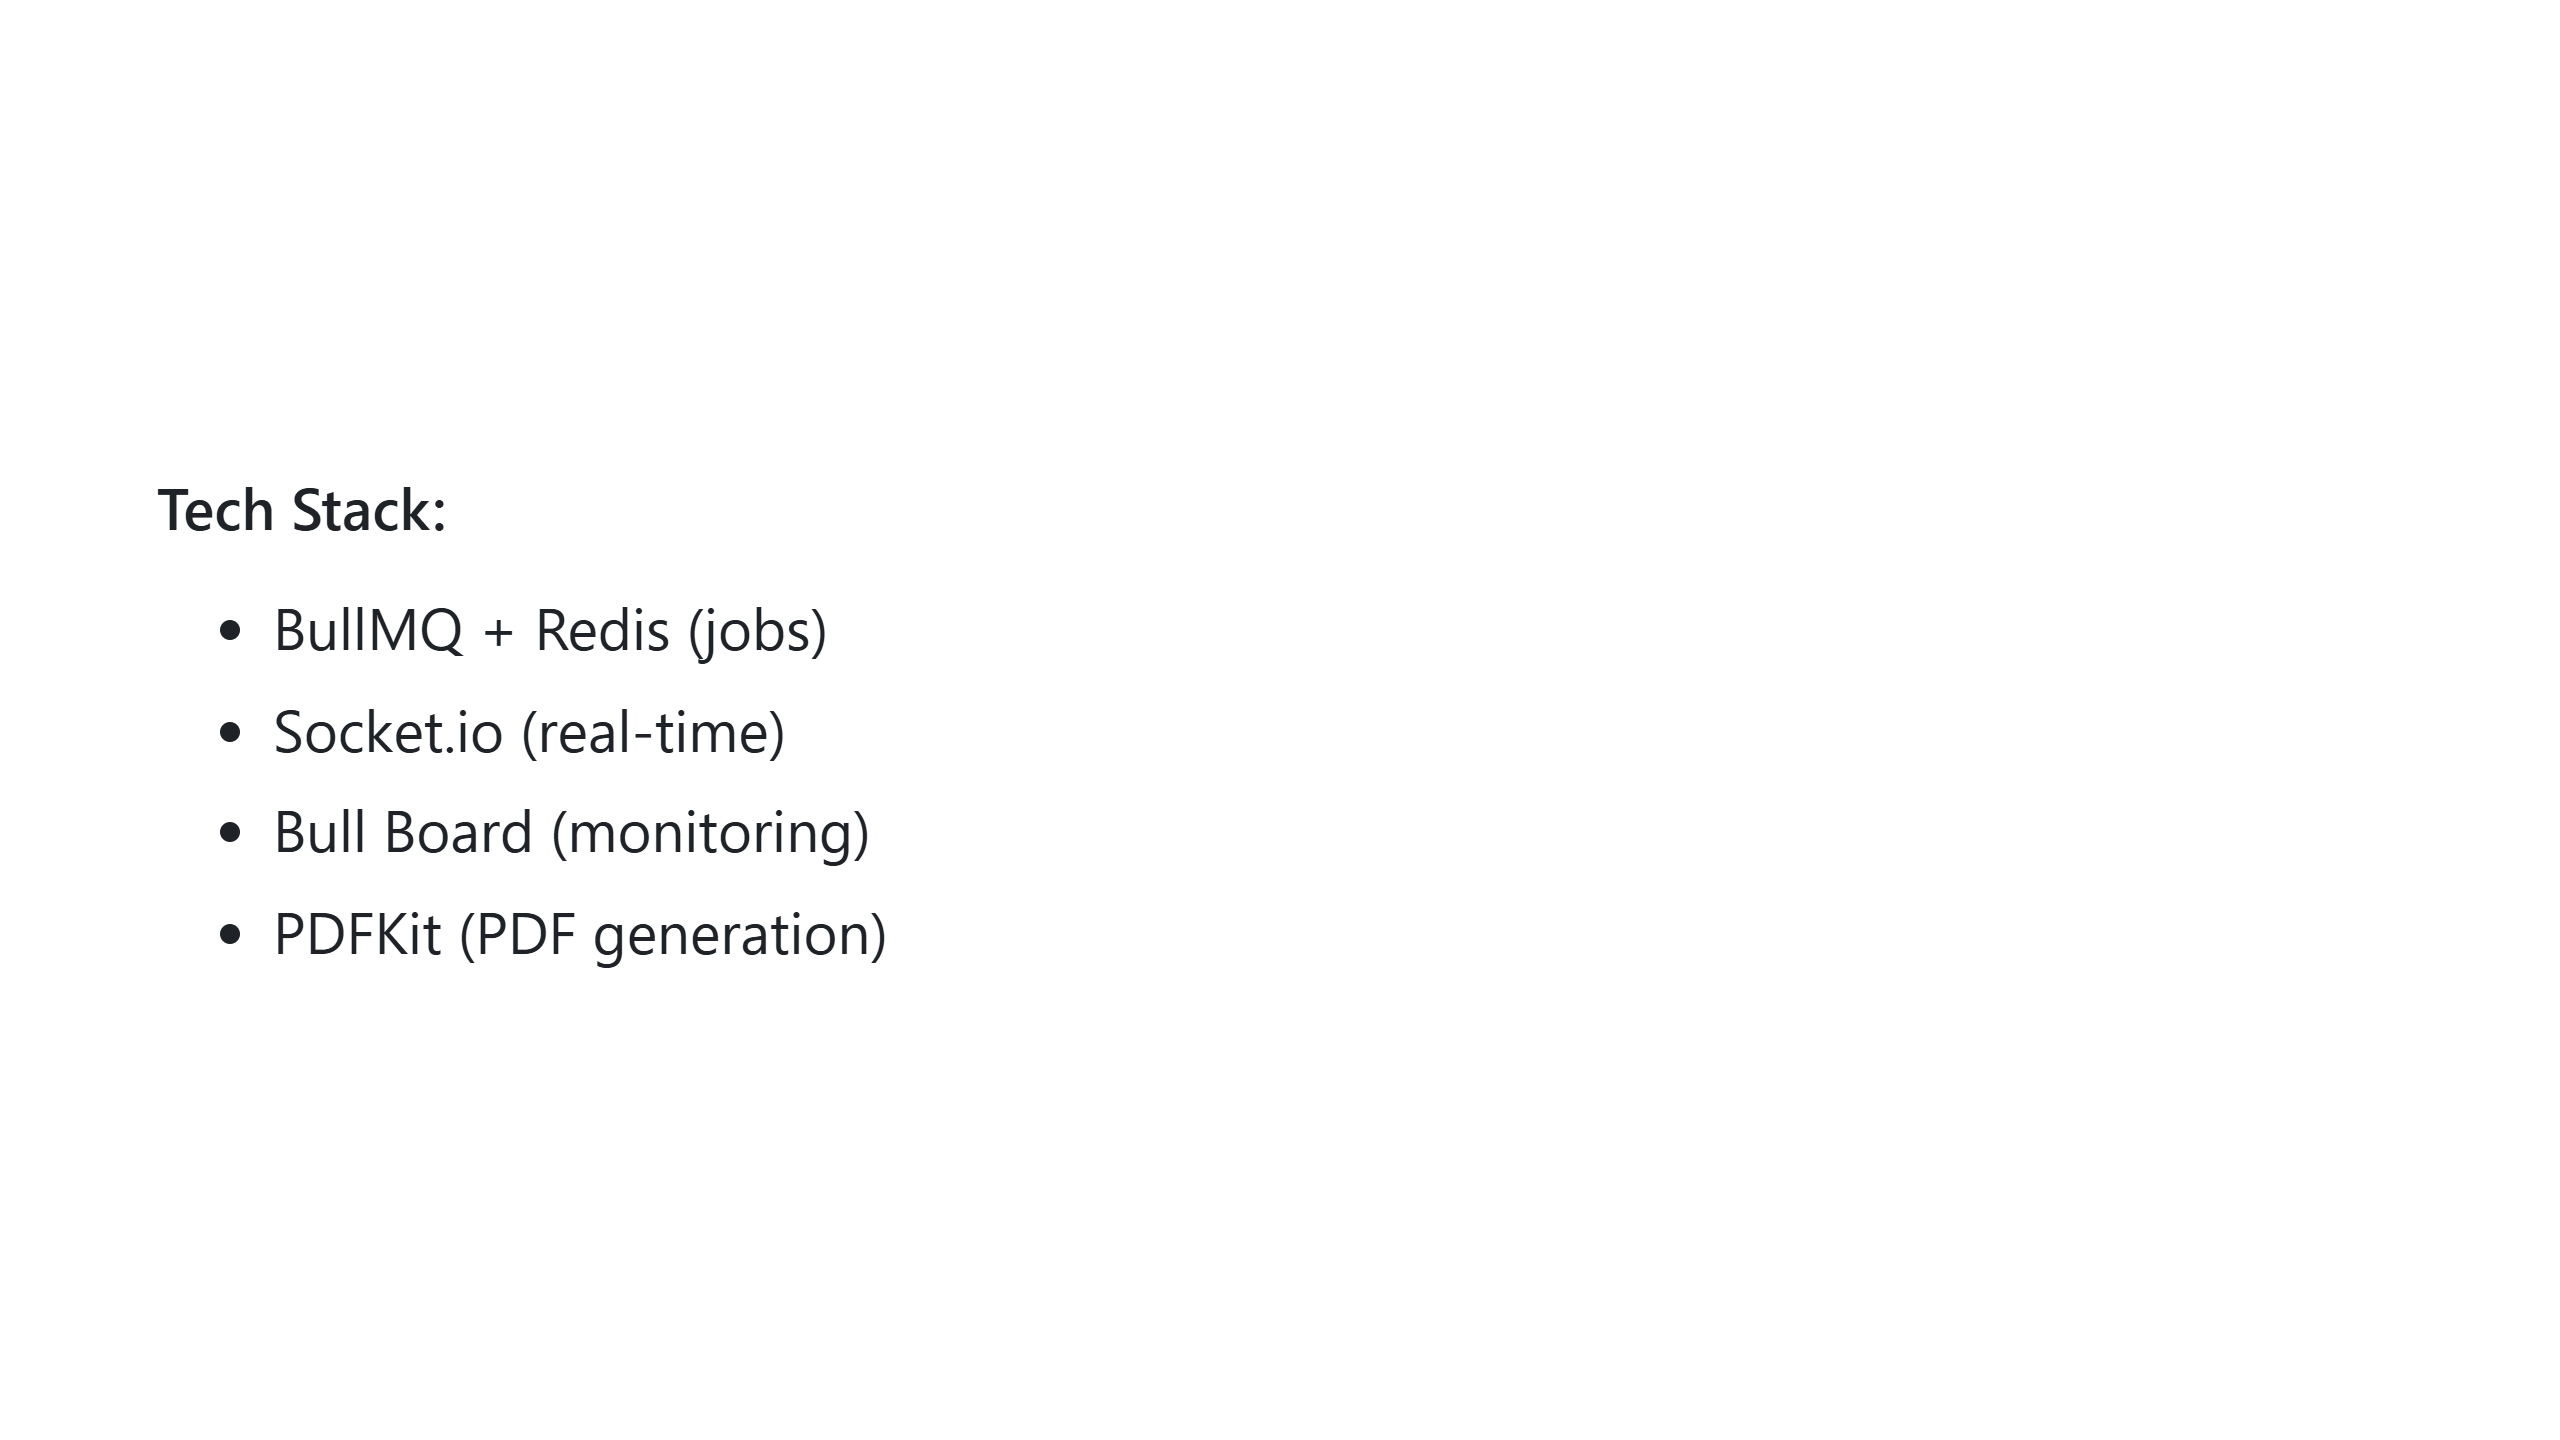 Tech Stack:
• BullMQ + Redis (jobs)
• Socket.io (real-time)
• Bull Board (monitoring)
• PDFKit (PDF generation)